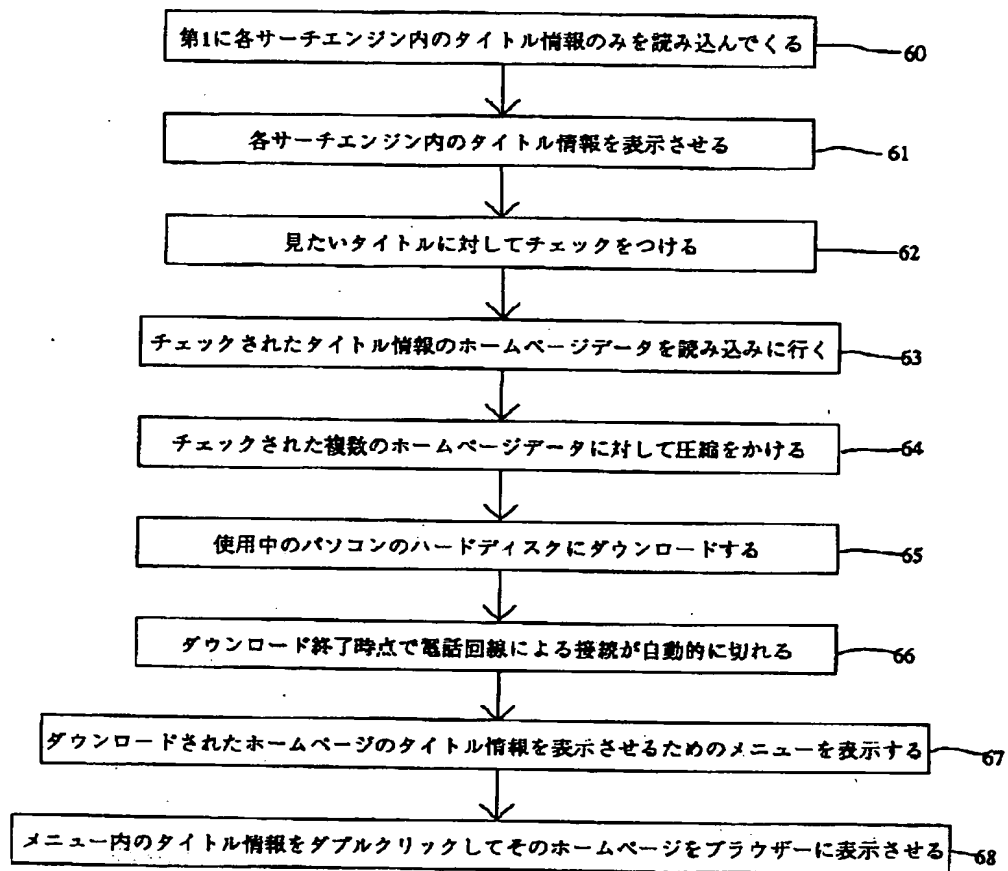 第1に各サーチエンジン内のタイトル情報のみを読み込んでくる
60
各サーチエンジン内のタイトル情報を表示させる
61
見たいタイトルに対してチェックをつける
62
チェックされたタイトル情報のホームページデータを読み込みに行く
63
チェックされた複数のホームページデータに対して圧縮をかける
64
使用中のパソコンのハードディスクにダウンロードする
65
ダウンロード終了時点で電話回線による接続が自動的に切れる
66
ダウンロードされたホームページのタイトル情報を表示させるためのメニューを表示する
67
メニュー内のタイトル情報をダブルクリックしてそのホームページをブラウザーに表示させる
68